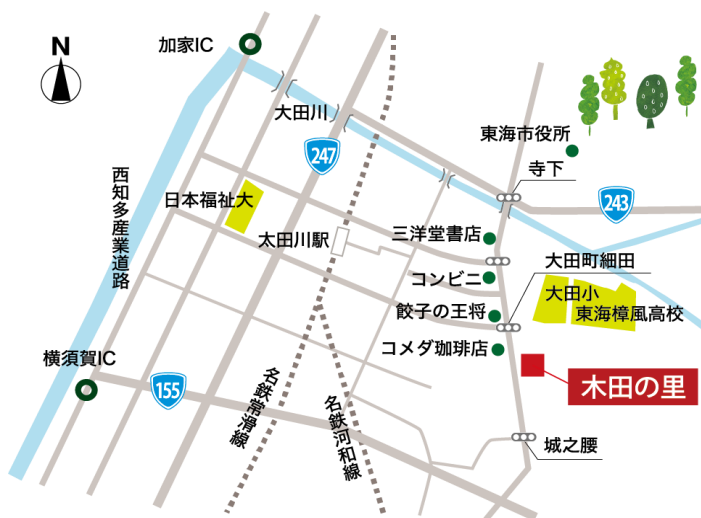 N
加家IC
大田川
247
東海市役所
寺下
243
西知多産業道路
日本福祉大
太田川駅
三洋堂書店
大田町細田
コンビニ
大田小
東海樟風高校
餃子の王将
コメダ珈琲店
横須賀IC
155
名鉄常滑線
名鉄河和線
木田の里
城之腰